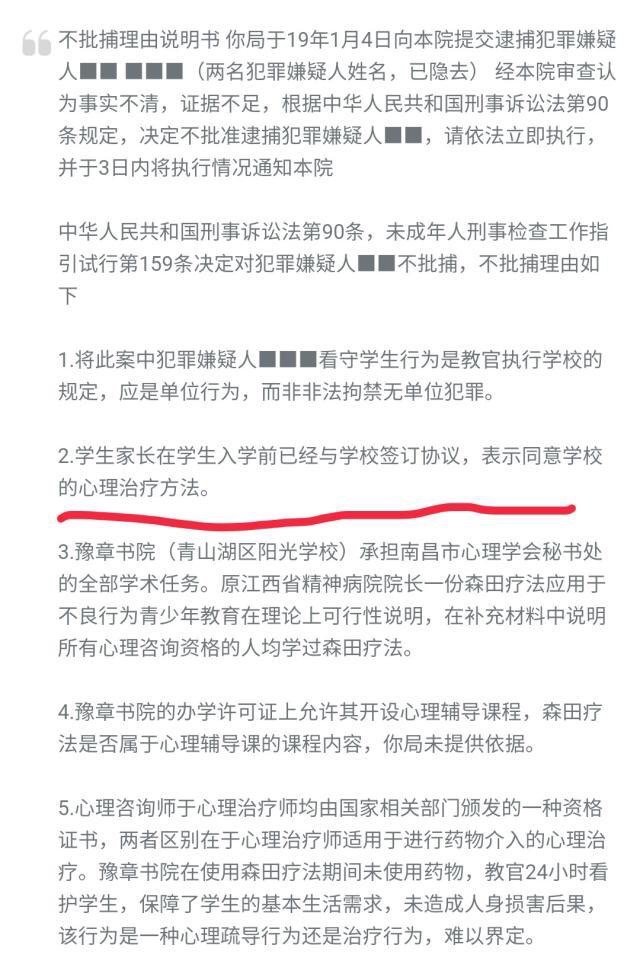 不批捕理由说明书 你局于19年1月4日向本院提交逮捕犯罪嫌疑
人■■ ■■■（两名犯罪嫌疑人姓名，已隐去） 经本院审查认
为事实不清，证据不足，根据中华人民共和国刑事诉讼法第90
条规定，决定不批准逮捕犯罪嫌疑人■■，请依法立即执行，
并于3日内将执行情况通知本院
中华人民共和国刑事诉讼法第90条，未成年人刑事检查工作指
引试行第159条决定对犯罪嫌疑人■■不批捕，不批捕理由如
下
1.将此案中犯罪嫌疑人■■■看守学生行为是教官执行学校的
规定，应是单位行为，而非非法拘禁无单位犯罪。
2.学生家长在学生入学前已经与学校签订协议，表示同意学校
的心理治疗方法。
3.豫章书院（青山湖区阳光学校）承担南昌市心理学会秘书处
的全部学术任务。原江西省精神病院院长一份森田疗法应用于
不良行为青少年教育在理论上可行性说明，在补充材料中说明
所有心理咨询资格的人均学过森田疗法。
4.豫章书院的办学许可证上允许其开设心理辅导课程，森田疗
法是否属于心理辅导课的课程内容，你局未提供依据。
5.心理咨询师于心理治疗师均由国家相关部门颁发的一种资格
证书，两者区别在于心理治疗师适用于进行药物介入的心理治
疗。豫章书院在使用森田疗法期间未使用药物，教官24小时看
护学生，保障了学生的基本生活需求，未造成人身损害后果，
该行为是一种心理疏导行为还是治疗行为，难以界定。